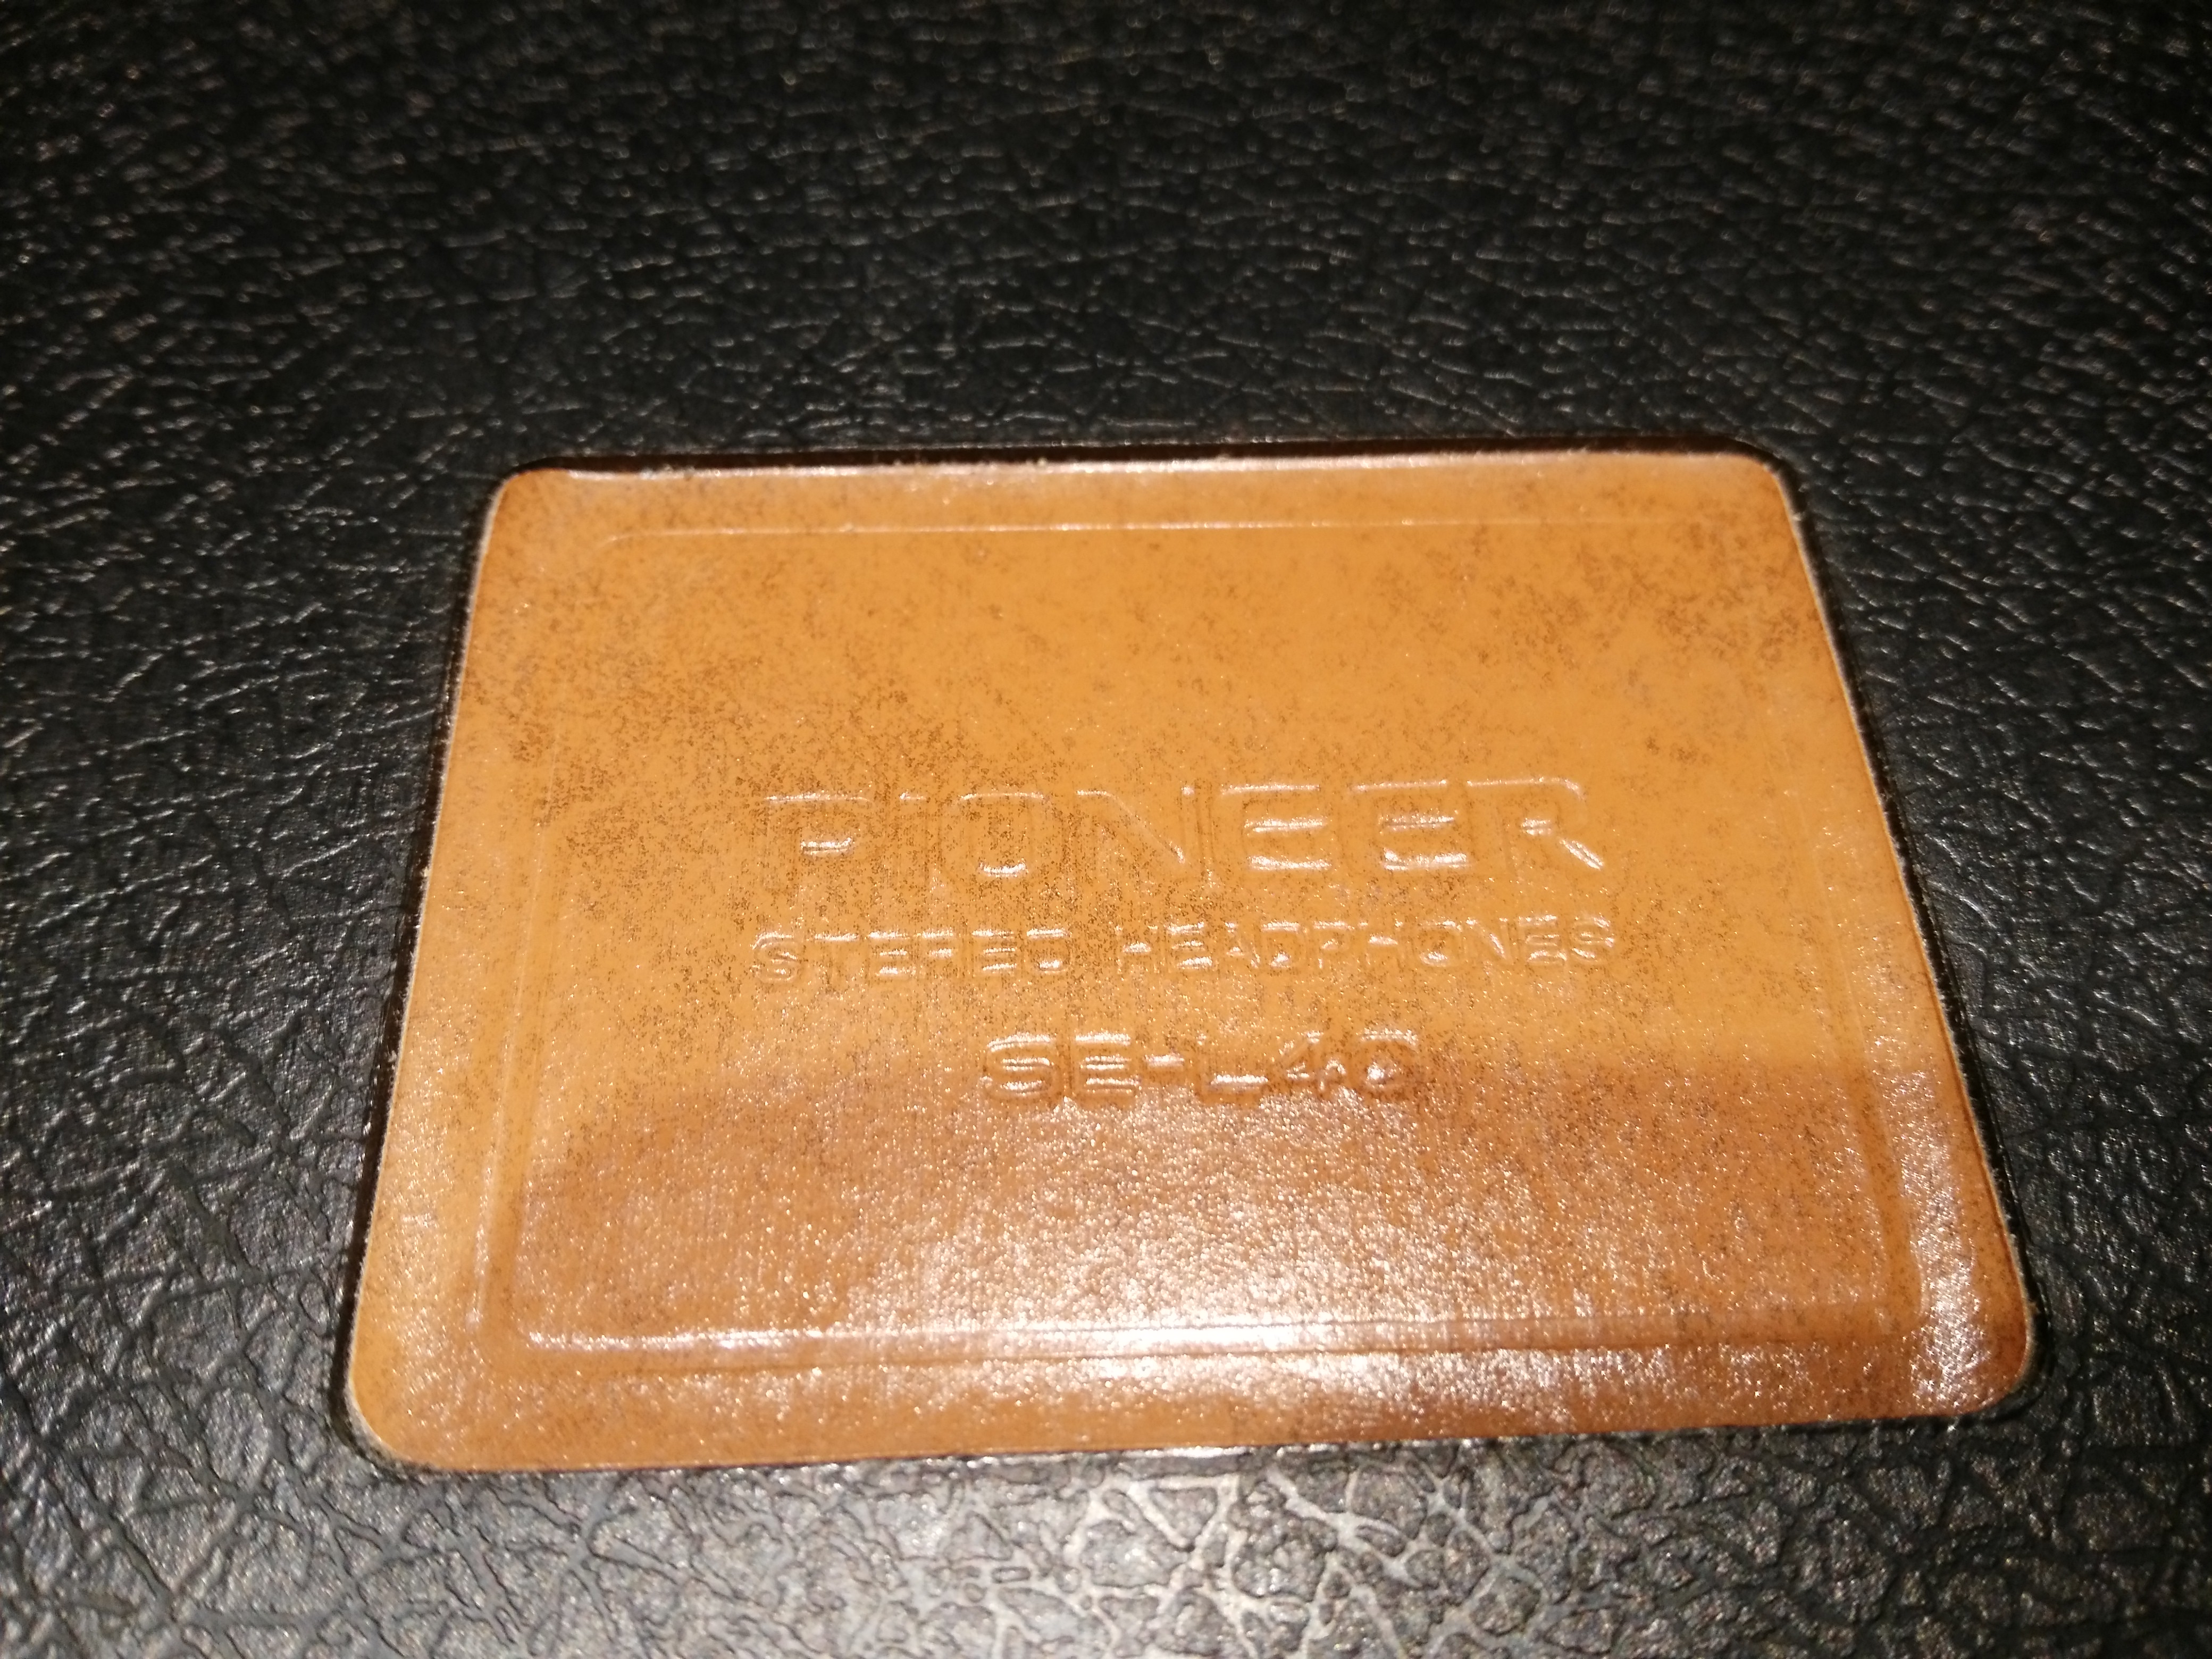 PIONEER
STEREO HEADPHONES
SE-L40